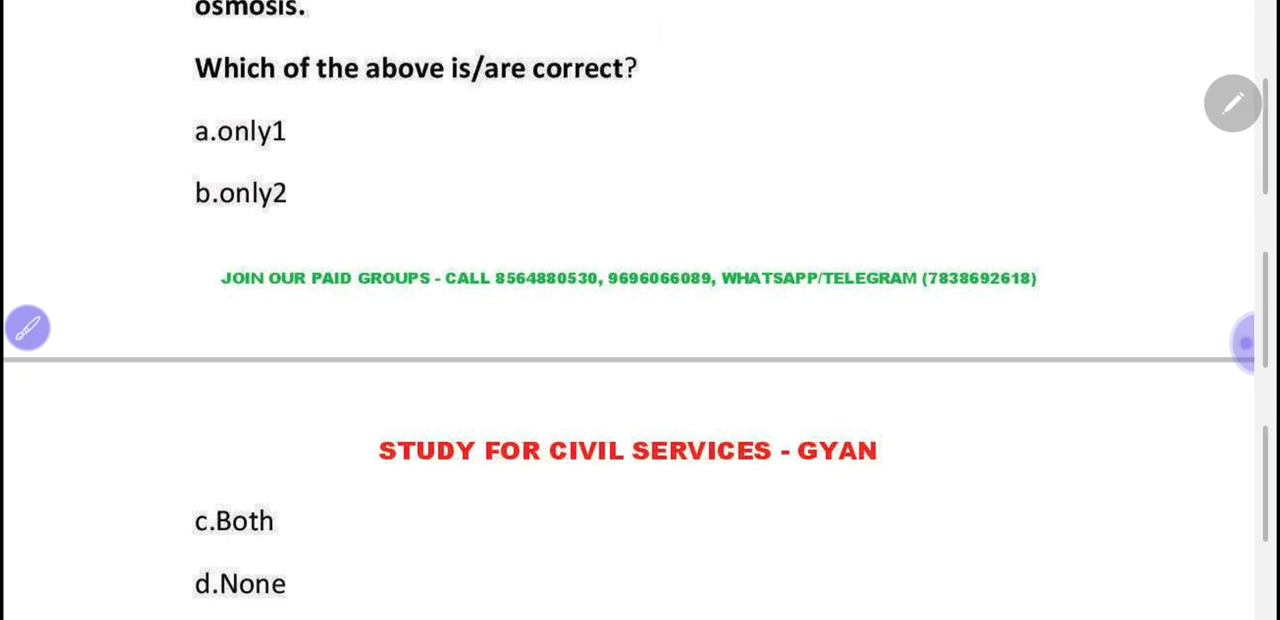 osmosis.
Which of the above is/are correct?
a.only1
b.only2
JOIN OUR PAID GROUPS - CALL 8564880530, 9696066089, WHATSAPP/TELEGRAM (7838692618)
STUDY FOR CIVIL SERVICES - GYAN
c.Both
d.None